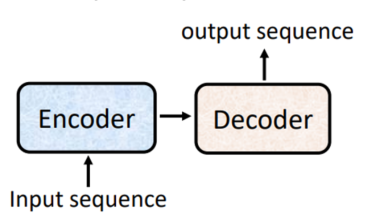 output sequence
Encoder
Decoder
Input sequence